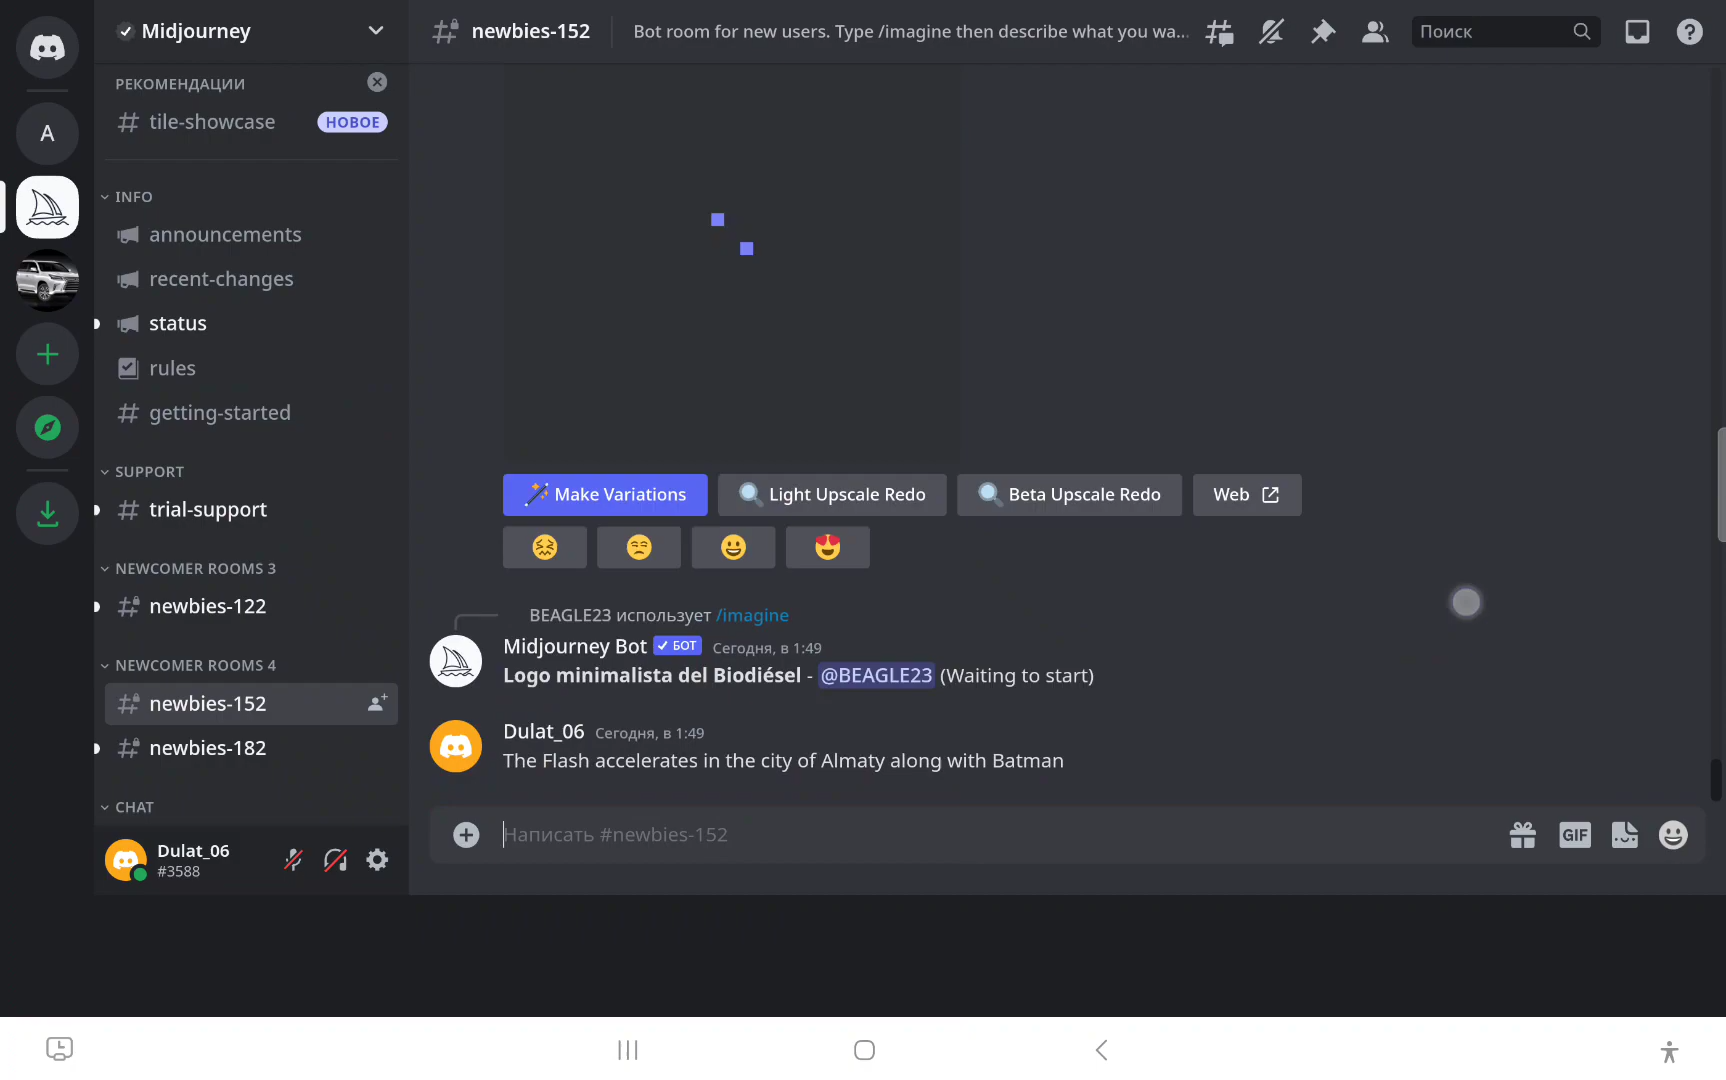 Midjourney
newbies-152
Bot room for new users. Type /imagine then describe what you wa...
Поиск
РЕКОМЕНДАЦИИ
tile-showcase
НОВОЕ
A
INFO
announcements
recent-changes
status
rules
getting-started
SUPPORT
trial-support
NEWCOMER ROOMS 3
newbies-122
NEWCOMER ROOMS 4
newbies-152
newbies-182
CHAT
Dulat_06
#3588
Make Variations
Light Upscale Redo
Beta Upscale Redo
Web
BEAGLE23 использует /imagine
Midjourney Bot БОТ Сегодня, в 1:49
Logo minimalista del Biodiésel - @BEAGLE23 (Waiting to start)
Dulat_06 Сегодня, в 1:49
The Flash accelerates in the city of Almaty along with Batman
Написать #newbies-152
GIF